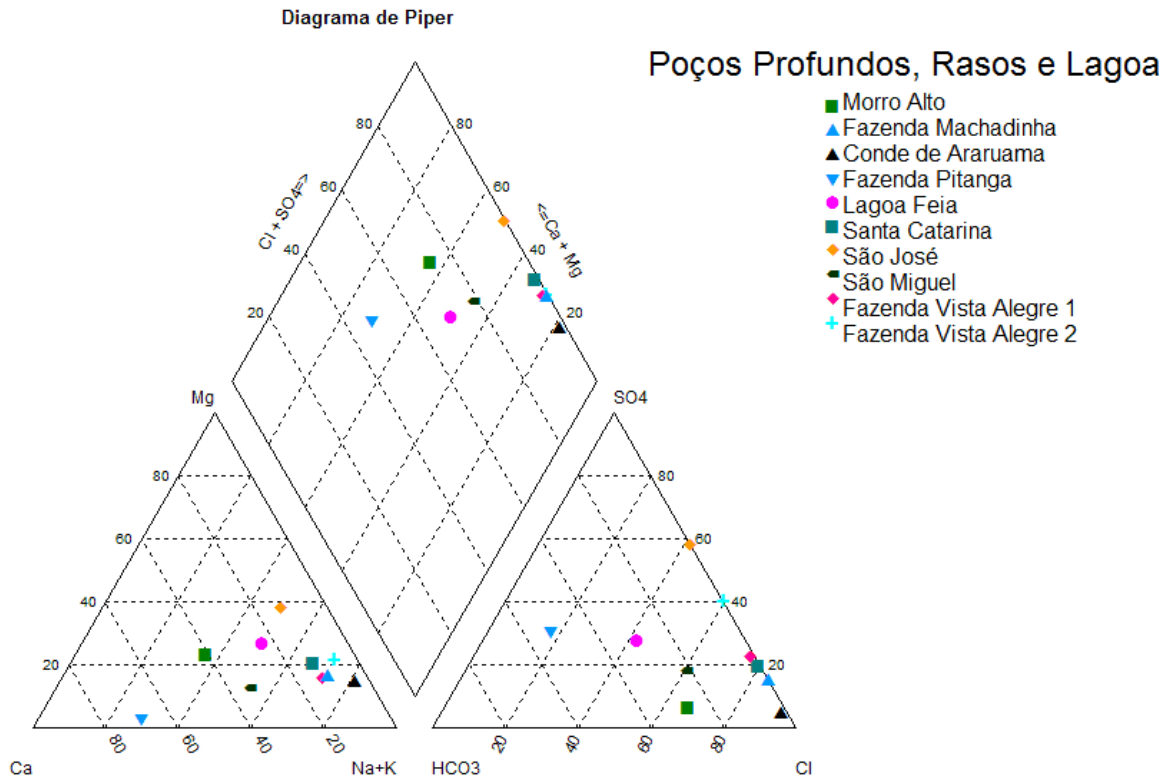 Diagrama de Piper
Poços Profundos, Rasos e Lagoa
Morro Alto
Fazenda Machadinha
Conde de Araruama
Fazenda Pitanga
Lagoa Feia
Santa Catarina
São José
São Miguel
Fazenda Vista Alegre 1
Fazenda Vista Alegre 2
80 80
60 60
Cl + SO4=>
<=Ca + Mg
40 40
20 20
Mg SO4
80 80
60 60
40 40
20 20
80 60 40 20 20 40 60 80
Ca Na+K HCO3 Cl